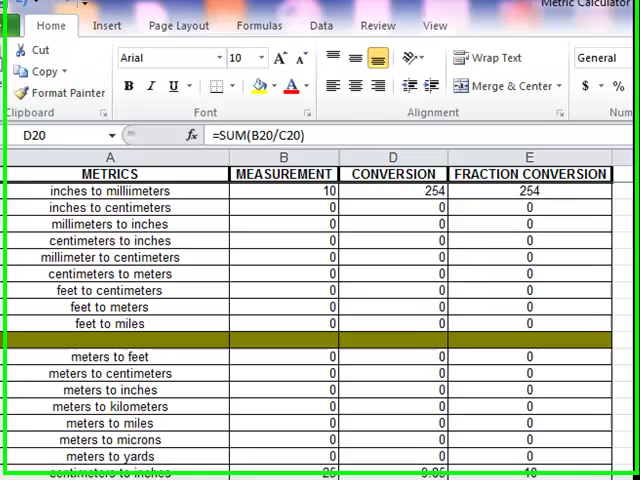 Metric Calculator
Home Insert Page Layout Formulas Data Review View
Cut
Copy
Format Painter
Clipboard
Arial 10 A A
B I U A
Font
Wrap Text
Merge & Center
Alignment
General
$ %
D20 fx =SUM(B20/C20)
A B D E
METRICS MEASUREMENT CONVERSION FRACTION CONVERSION
inches to milliimeters 10 254 254
inches to centimeters 0 0 0
millimeters to inches 0 0 0
centimeters to inches 0 0 0
millimeter to centimeters 0 0 0
centimeters to meters 0 0 0
feet to centimeters 0 0 0
feet to meters 0 0 0
feet to miles 0 0 0
meters to feet 0 0 0
meters to centimeters 0 0 0
meters to inches 0 0 0
meters to kilometers 0 0 0
meters to miles 0 0 0
meters to microns 0 0 0
meters to yards 0 0 0
centimeters to inches 25